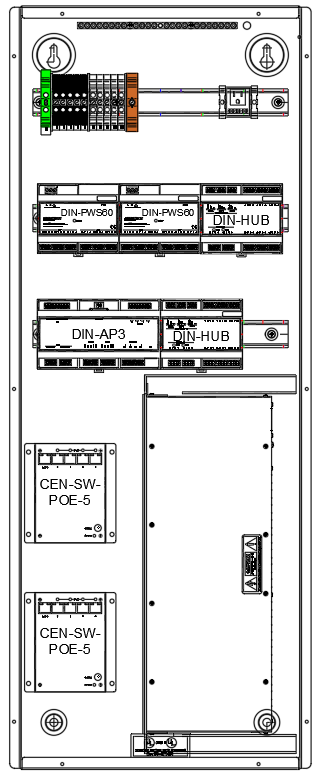 DIN-PWS60
DIN-PWS60
DIN-HUB
DIN-AP3
DIN-HUB
CEN-SW-
POE-5
CEN-SW-
POE-5